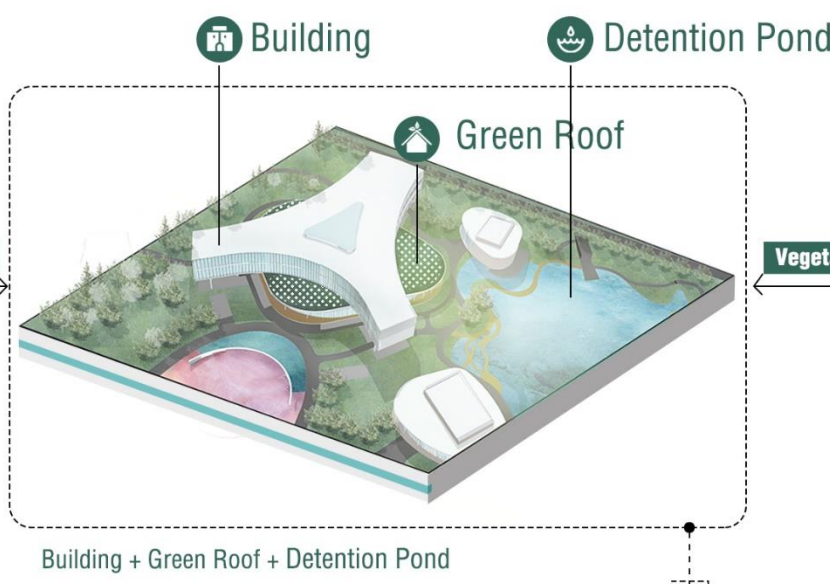 Building
Detention Pond
Green Roof
Building + Green Roof + Detention Pond